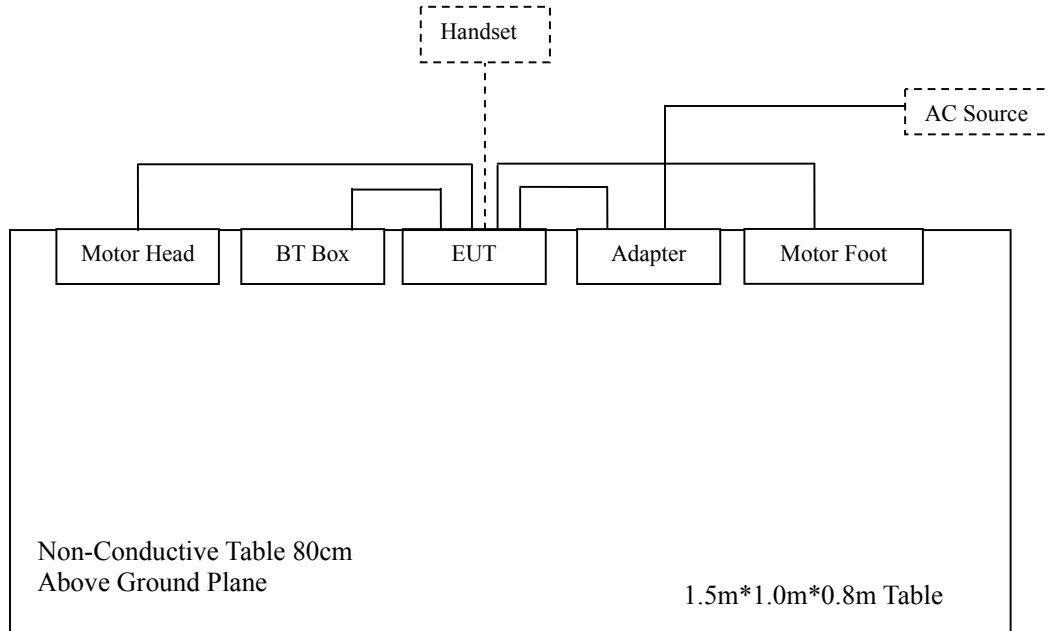 Handset
AC Source
Motor Head
BT Box
EUT
Adapter
Motor Foot
Non-Conductive Table 80cm
Above Ground Plane
1.5m*1.0m*0.8m Table